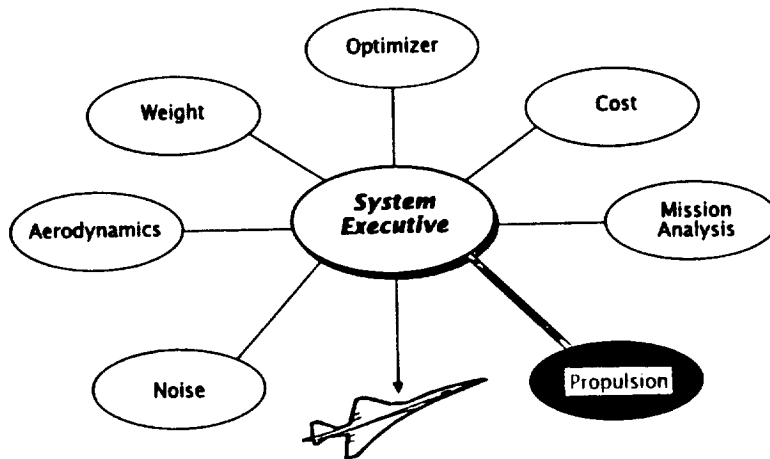 Optimizer
Weight
Cost
System
Executive
Aerodynamics
Mission
Analysis
Noise
Propulsion